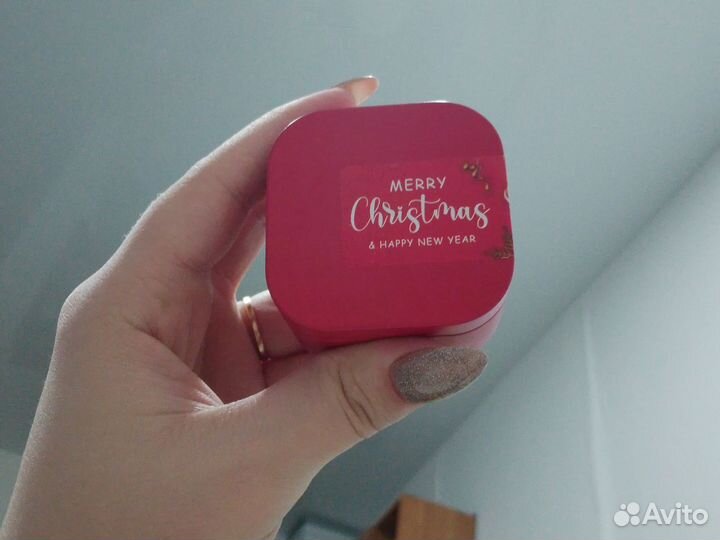 MERRY
Christmas
& HAPPY NEW YEAR
Avito